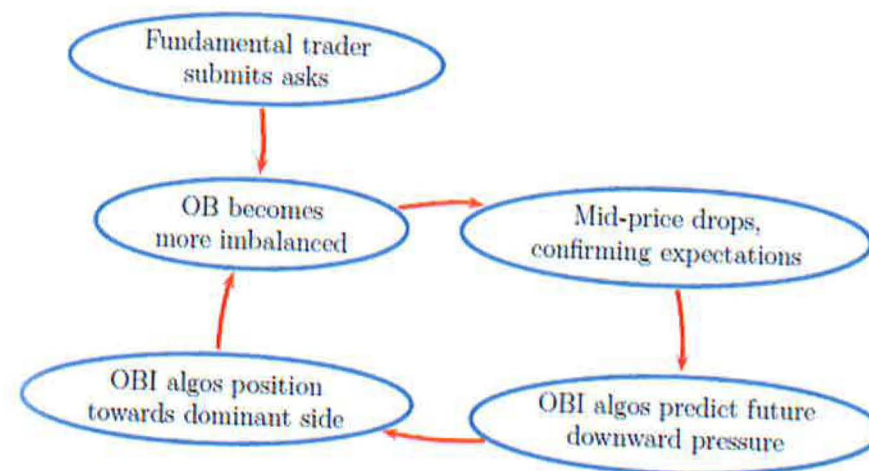 Fundamental trader
submits asks
OB becomes
more imbalanced
Mid-price drops,
confirming expectations
OBI algos position
towards dominant side
OBI algos predict future
downward pressure